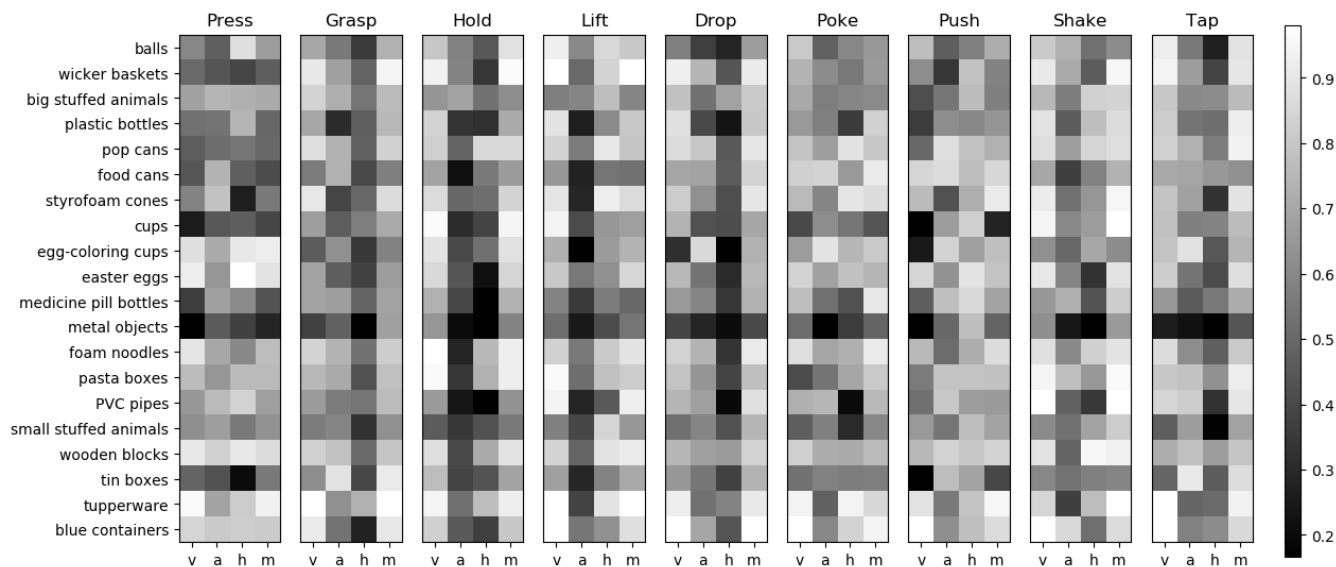 Press Grasp Hold Lift Drop Poke Push Shake Tap
balls
wicker baskets
big stuffed animals
plastic bottles
pop cans
food cans
styrofoam cones
cups
egg-coloring cups
easter eggs
medicine pill bottles
metal objects
foam noodles
pasta boxes
PVC pipes
small stuffed animals
wooden blocks
tin boxes
tupperware
blue containers
v a h m v a h m v a h m v a h m v a h m v a h m v a h m v a h m v a h m
0.9
0.8
0.7
0.6
0.5
0.4
0.3
0.2